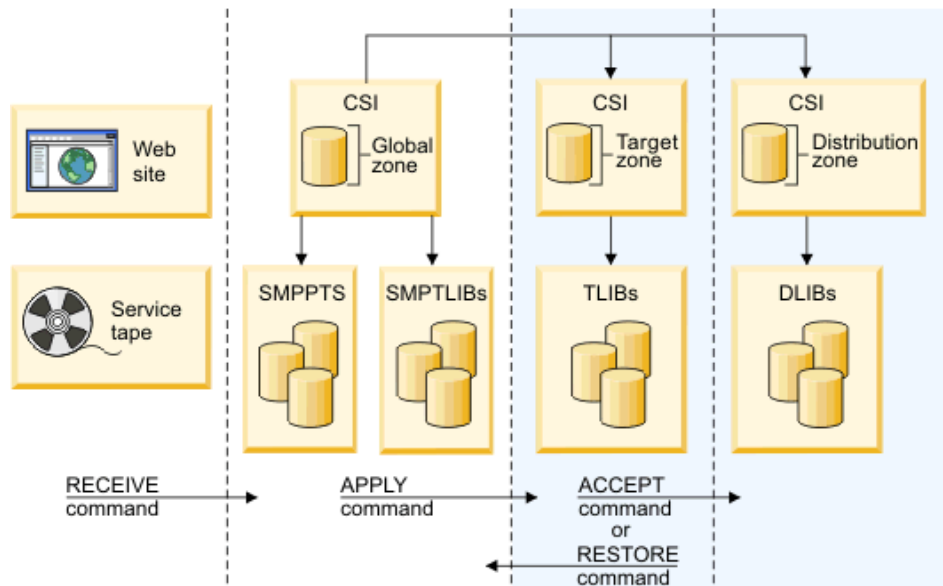 Web
site
Service
tape
CSI
Global
zone
SMPPTS
SMPTLIBs
CSI
Target
zone
TLIBs
CSI
Distribution
zone
DLIBs
RECEIVE
command
APPLY
command
ACCEPT
command
or
RESTORE
command